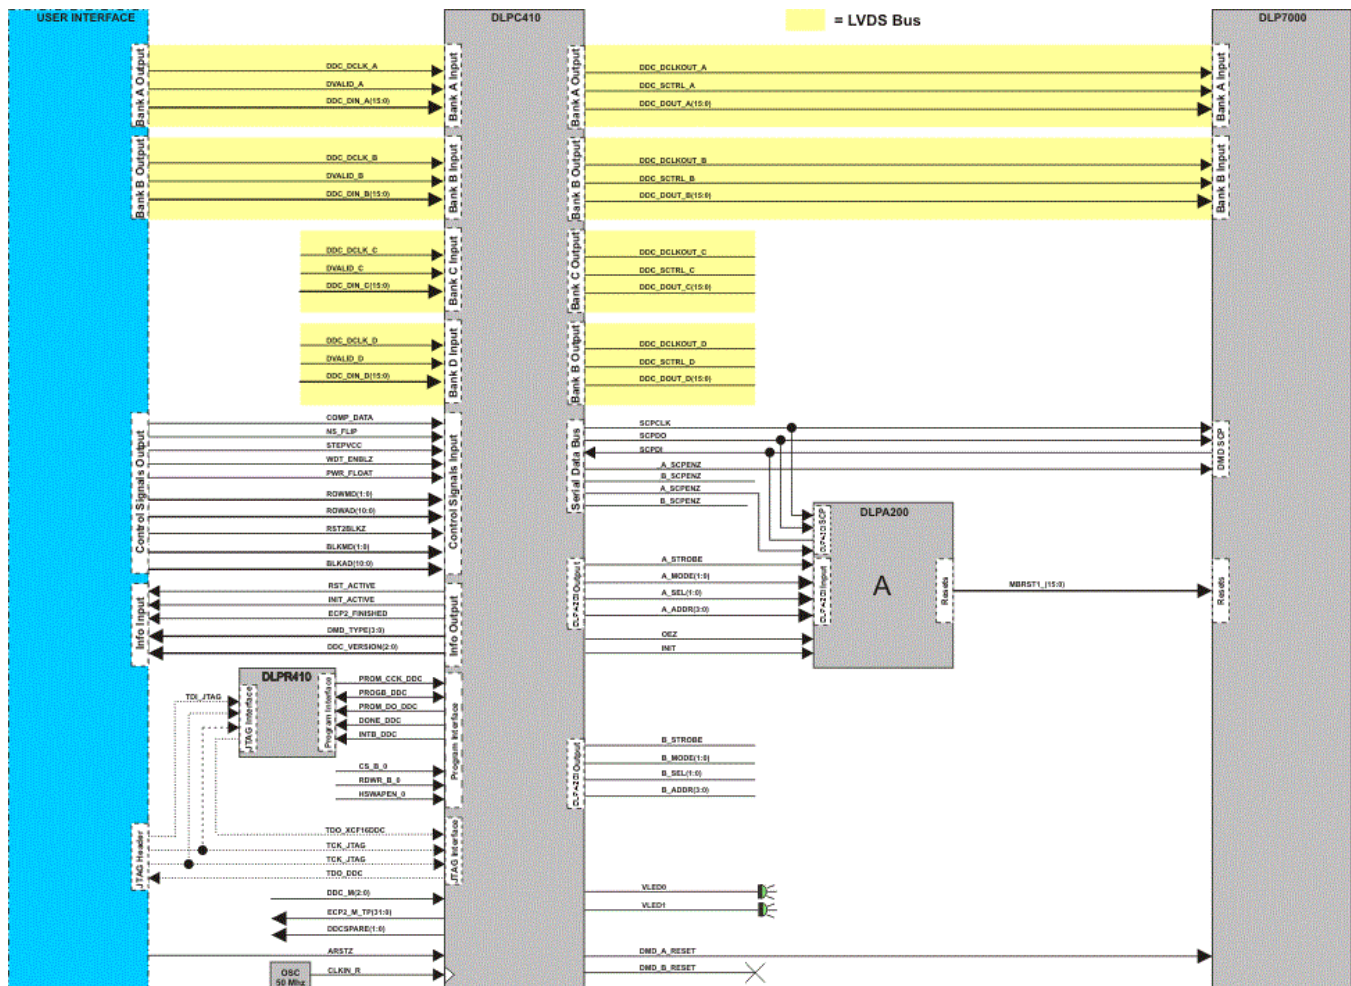 USER INTERFACE
DLPC410
= LVDS Bus
DLP7000
Bank A Output
DDC_DCLK_A
DVALID_A
DDC_DIN_A(15:0)
Bank A Input
Bank A Output
DDC_DCLKOUT_A
DDC_SCTRL_A
DDC_DOUT_A(15:0)
Bank A Input
Bank B Output
DDC_DCLK_B
DVALID_B
DDC_DIN_B(15:0)
Bank B Input
Bank B Output
DDC_DCLKOUT_B
DDC_SCTRL_B
DDC_DOUT_B(15:0)
Bank B Input
DDC_DCLK_C
DVALID_C
DDC_DIN_C(15:0)
Bank C Input
Bank C Output
DDC_DCLKOUT_C
DDC_SCTRL_C
DDC_DOUT_C(15:0)
DDC_DCLK_D
DVALID_D
DDC_DIN_D(15:0)
Bank D Input
Bank B Output
DDC_DCLKOUT_D
DDC_SCTRL_D
DDC_DOUT_D(15:0)
Control Signals Output
COMP_DATA
NS_FLIP
STEPVCC
WDT_ENBLZ
PWR_FLOAT
ROWMD(1:0)
ROWAD(10:0)
RST2BLKZ
BLKMD(1:0)
BLKAD(10:0)
Control Signals Input
Serial Data Bus
SCPCLK
SCPDO
SCPDI
A_SCPENZ
B_SCPENZ
A_SCPENZ
B_SCPENZ
DMD SCP
DLPA200
DLPA200 SCP
DLPA200 Input
A
Resets
MBRST1_(15:0)
Resets
DLPA200 Output
A_STROBE
A_MODE(1:0)
A_SEL(1:0)
A_ADDR(3:0)
OEZ
INIT
Info Input
RST_ACTIVE
INIT_ACTIVE
ECP2_FINISHED
DMD_TYPE(3:0)
DDC_VERSION(2:0)
Info Output
DLPR410
TDI_JTAG
JTAG Interface
Program Interface
PROM_CCK_DDC
PROGB_DDC
PROM_DO_DDC
DONE_DDC
INTB_DDC
CS_B_0
RDWR_B_0
HSWAPEN_0
Program Interface
DLPA200 Output
B_STROBE
B_MODE(1:0)
B_SEL(1:0)
B_ADDR(3:0)
JTAG Header
TDO_XCF16DDC
TCK_JTAG
TCK_JTAG
TDO_DDC
JTAG Interface
DDC_M(2:0)
ECP2_M_TP(31:0)
DDCSPARE(1:0)
ARSTZ
OSC
50 Mhz
CLKIN_R
VLED0
VLED1
DMD_A_RESET
DMD_B_RESET